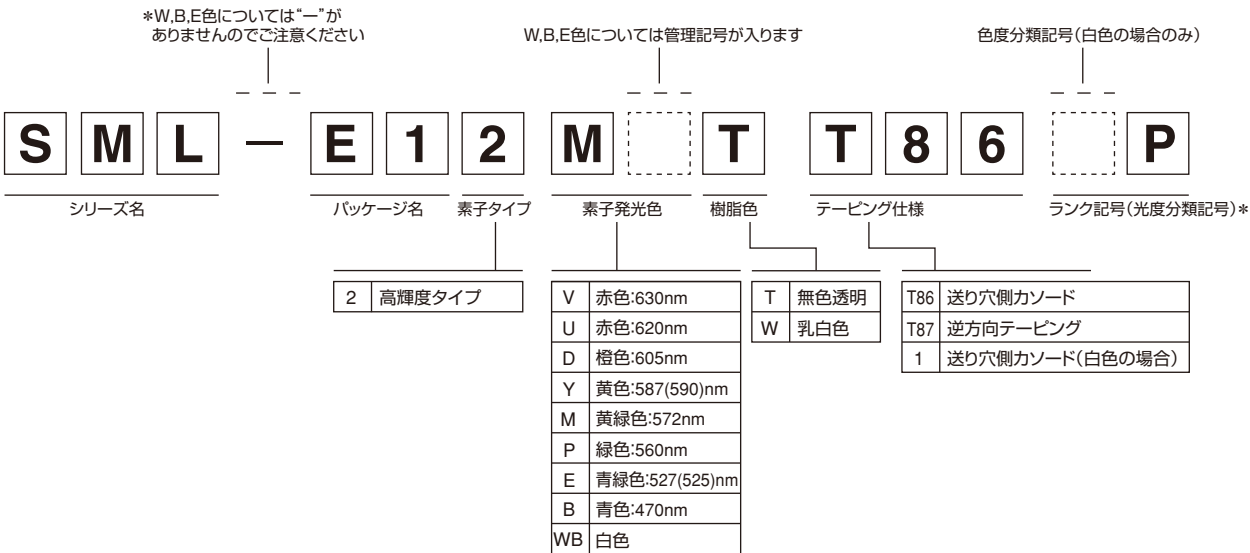 *W,B,E色については“ー”が
ありませんのでご注意ください
W,B,E色については管理記号が入ります
色度分類記号(白色の場合のみ)
S M L - E 1 2 M T T 8 6 P
シリーズ名
パッケージ名
素子タイプ
素子発光色
樹脂色
テーピング仕様
ランク記号(光度分類記号)*
2 高輝度タイプ
V 赤色:630nm
U 赤色:620nm
D 橙色:605nm
Y 黄色:587(590)nm
M 黄緑色:572nm
P 緑色:560nm
E 青緑色:527(525)nm
B 青色:470nm
WB 白色
T 無色透明
W 乳白色
T86 送り穴側カソード
T87 逆方向テーピング
1 送り穴側カソード(白色の場合)